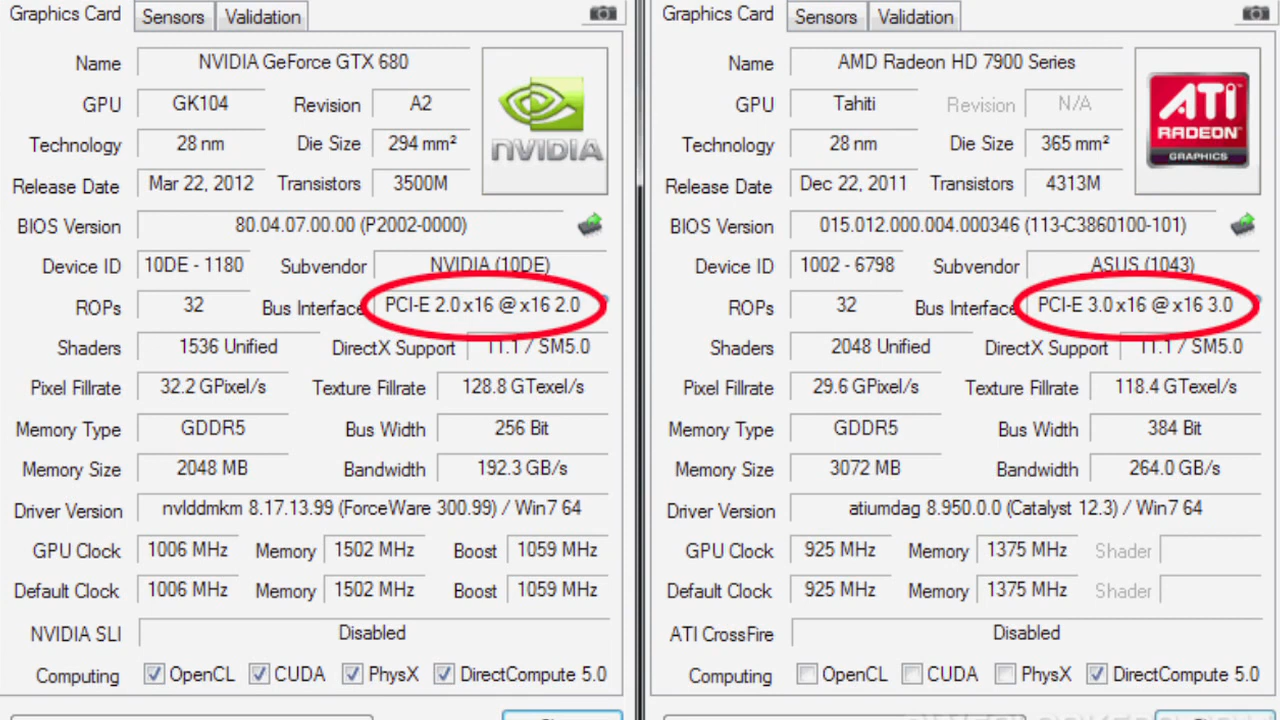 Graphics Card Sensors Validation
Name NVIDIA GeForce GTX 680
GPU GK104 Revision A2
Technology 28 nm Die Size 294 mm²
NVIDIA
Release Date Mar 22, 2012 Transistors 3500M
BIOS Version 80.04.07.00.00 (P2002-0000)
Device ID 10DE - 1180 Subvendor NVIDIA (10DE)
ROPs 32 Bus Interface PCI-E 2.0 x16 @ x16 2.0
Shaders 1536 Unified DirectX Support 11.1 / SM5.0
Pixel Fillrate 32.2 GPixel/s Texture Fillrate 128.8 GTexel/s
Memory Type GDDR5 Bus Width 256 Bit
Memory Size 2048 MB Bandwidth 192.3 GB/s
Driver Version nvlddmkm 8.17.13.99 (ForceWare 300.99) / Win7 64
GPU Clock 1006 MHz Memory 1502 MHz Boost 1059 MHz
Default Clock 1006 MHz Memory 1502 MHz Boost 1059 MHz
NVIDIA SLI Disabled
Computing OpenCL CUDA PhysX DirectCompute 5.0
Graphics Card Sensors Validation
Name AMD Radeon HD 7900 Series
GPU Tahiti Revision N/A
ATI
RADEON
GRAPHICS
Technology 28 nm Die Size 365 mm²
Release Date Dec 22, 2011 Transistors 4313M
BIOS Version 015.012.000.004.000346 (113-C3860100-101)
Device ID 1002 - 6798 Subvendor ASUS (1043)
ROPs 32 Bus Interface PCI-E 3.0 x16 @ x16 3.0
Shaders 2048 Unified DirectX Support 11.1 / SM5.0
Pixel Fillrate 29.6 GPixel/s Texture Fillrate 118.4 GTexel/s
Memory Type GDDR5 Bus Width 384 Bit
Memory Size 3072 MB Bandwidth 264.0 GB/s
Driver Version atiumdag 8.950.0.0 (Catalyst 12.3) / Win7 64
GPU Clock 925 MHz Memory 1375 MHz Shader
Default Clock 925 MHz Memory 1375 MHz Shader
ATI CrossFire Disabled
Computing OpenCL CUDA PhysX DirectCompute 5.0